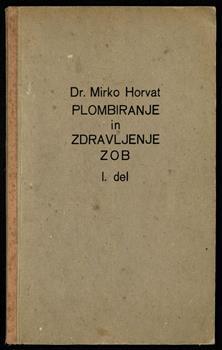 Dr. Mirko Horvat
PLOMBIRANJE
in
ZDRAVLJENJE
ZOB
I. del